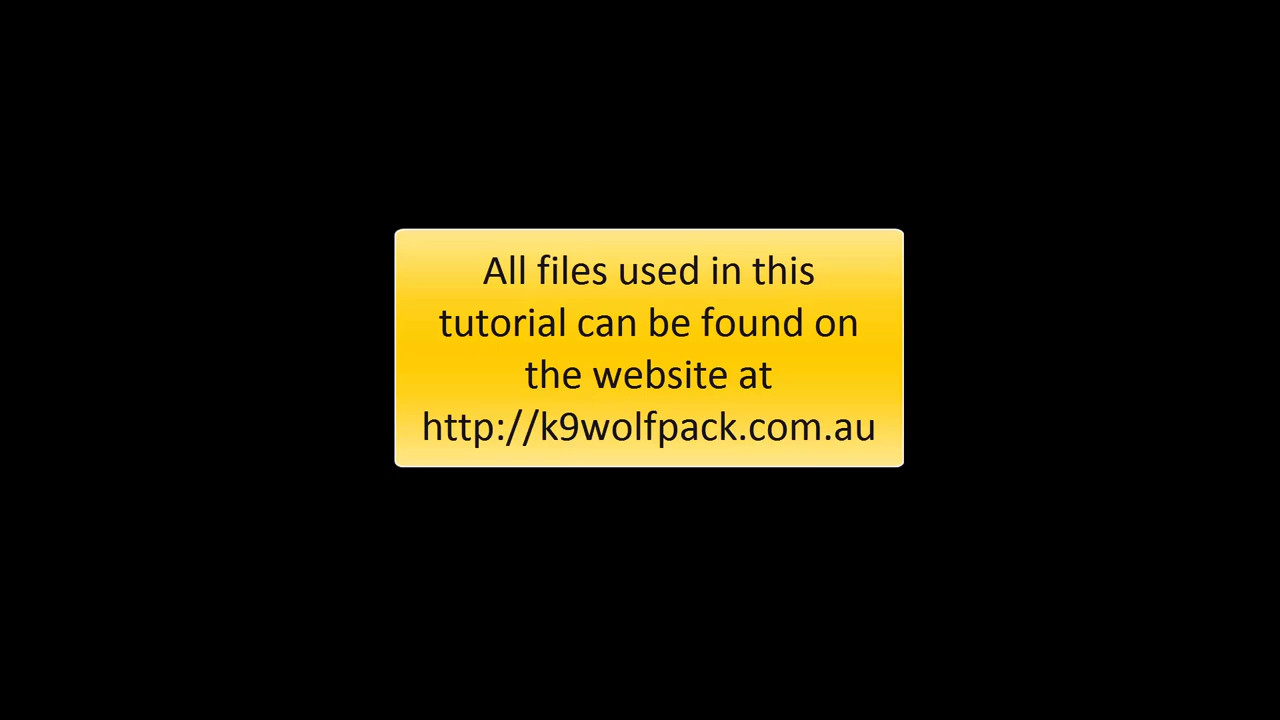 All files used in this
tutorial can be found on
the website at
http://k9wolfpack.com.au